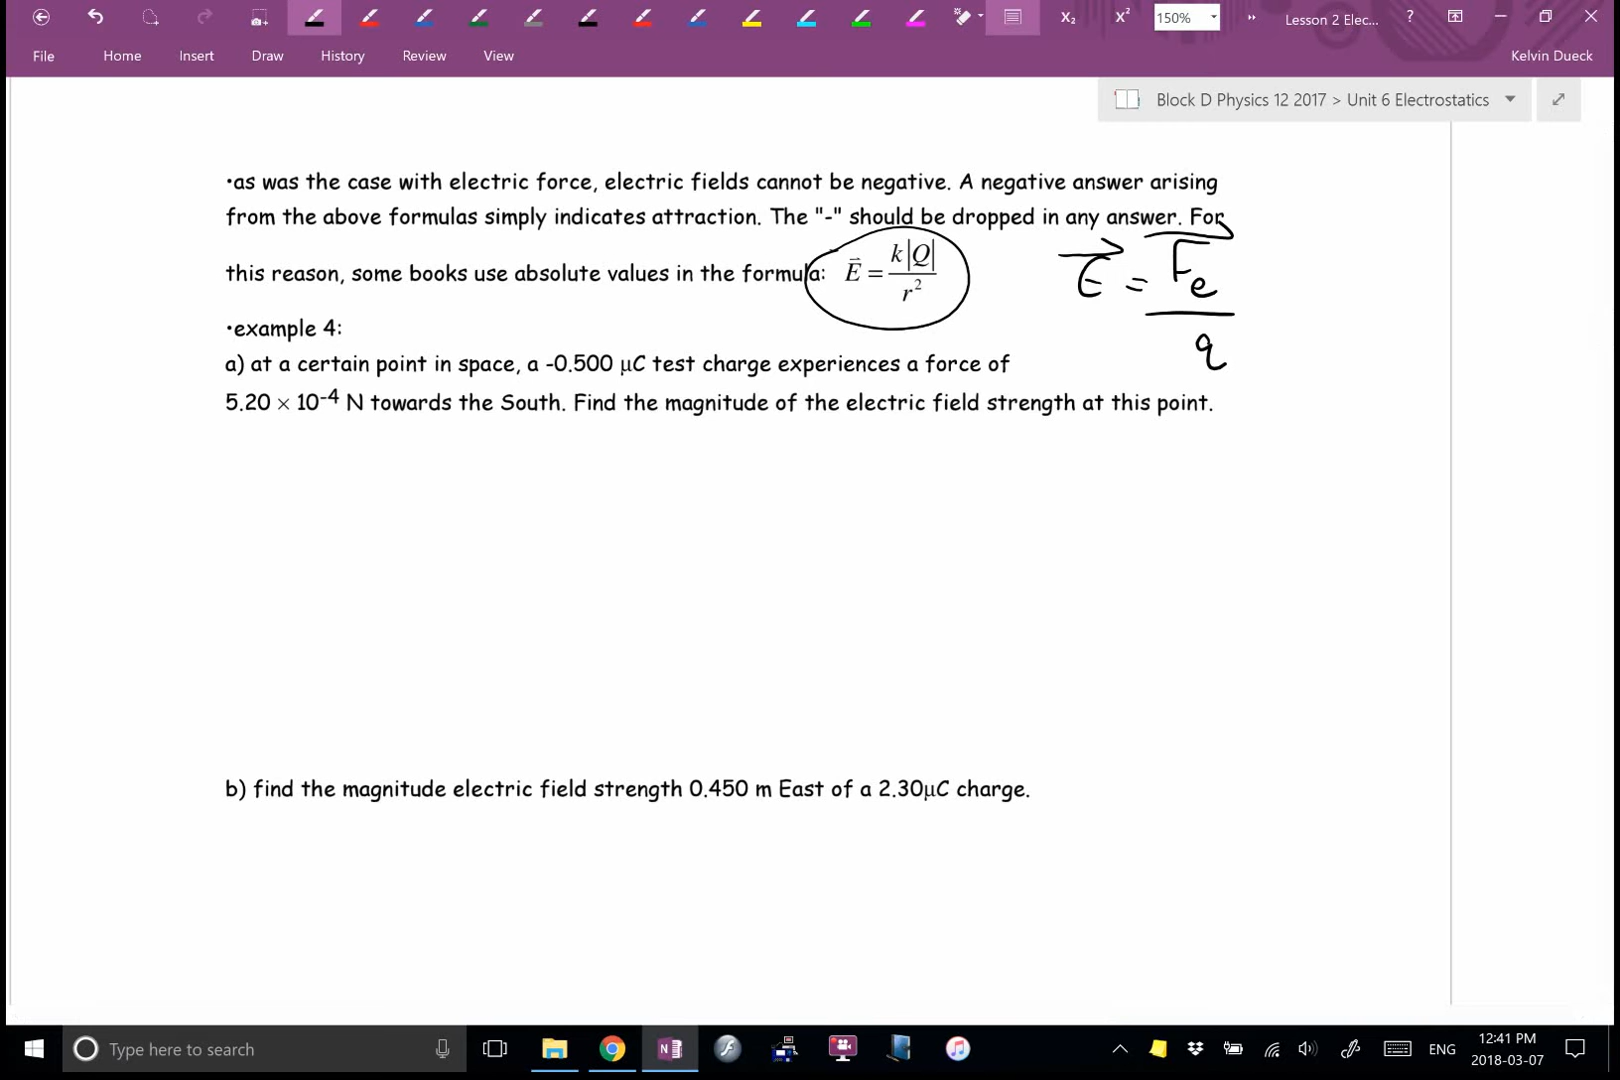 150%
Lesson 2 Elec...
?
File Home Insert Draw History Review View
Kelvin Dueck
Block D Physics 12 2017 > Unit 6 Electrostatics
•as was the case with electric force, electric fields cannot be negative. A negative answer arising
from the above formulas simply indicates attraction. The "-" should be dropped in any answer. For
this reason, some books use absolute values in the formula: E⃗ = k|Q| / r²
E⃗ = F⃗e / q
•example 4:
a) at a certain point in space, a -0.500 μC test charge experiences a force of
5.20 × 10⁻⁴ N towards the South. Find the magnitude of the electric field strength at this point.
b) find the magnitude electric field strength 0.450 m East of a 2.30μC charge.
Type here to search
ENG
12:41 PM
2018-03-07